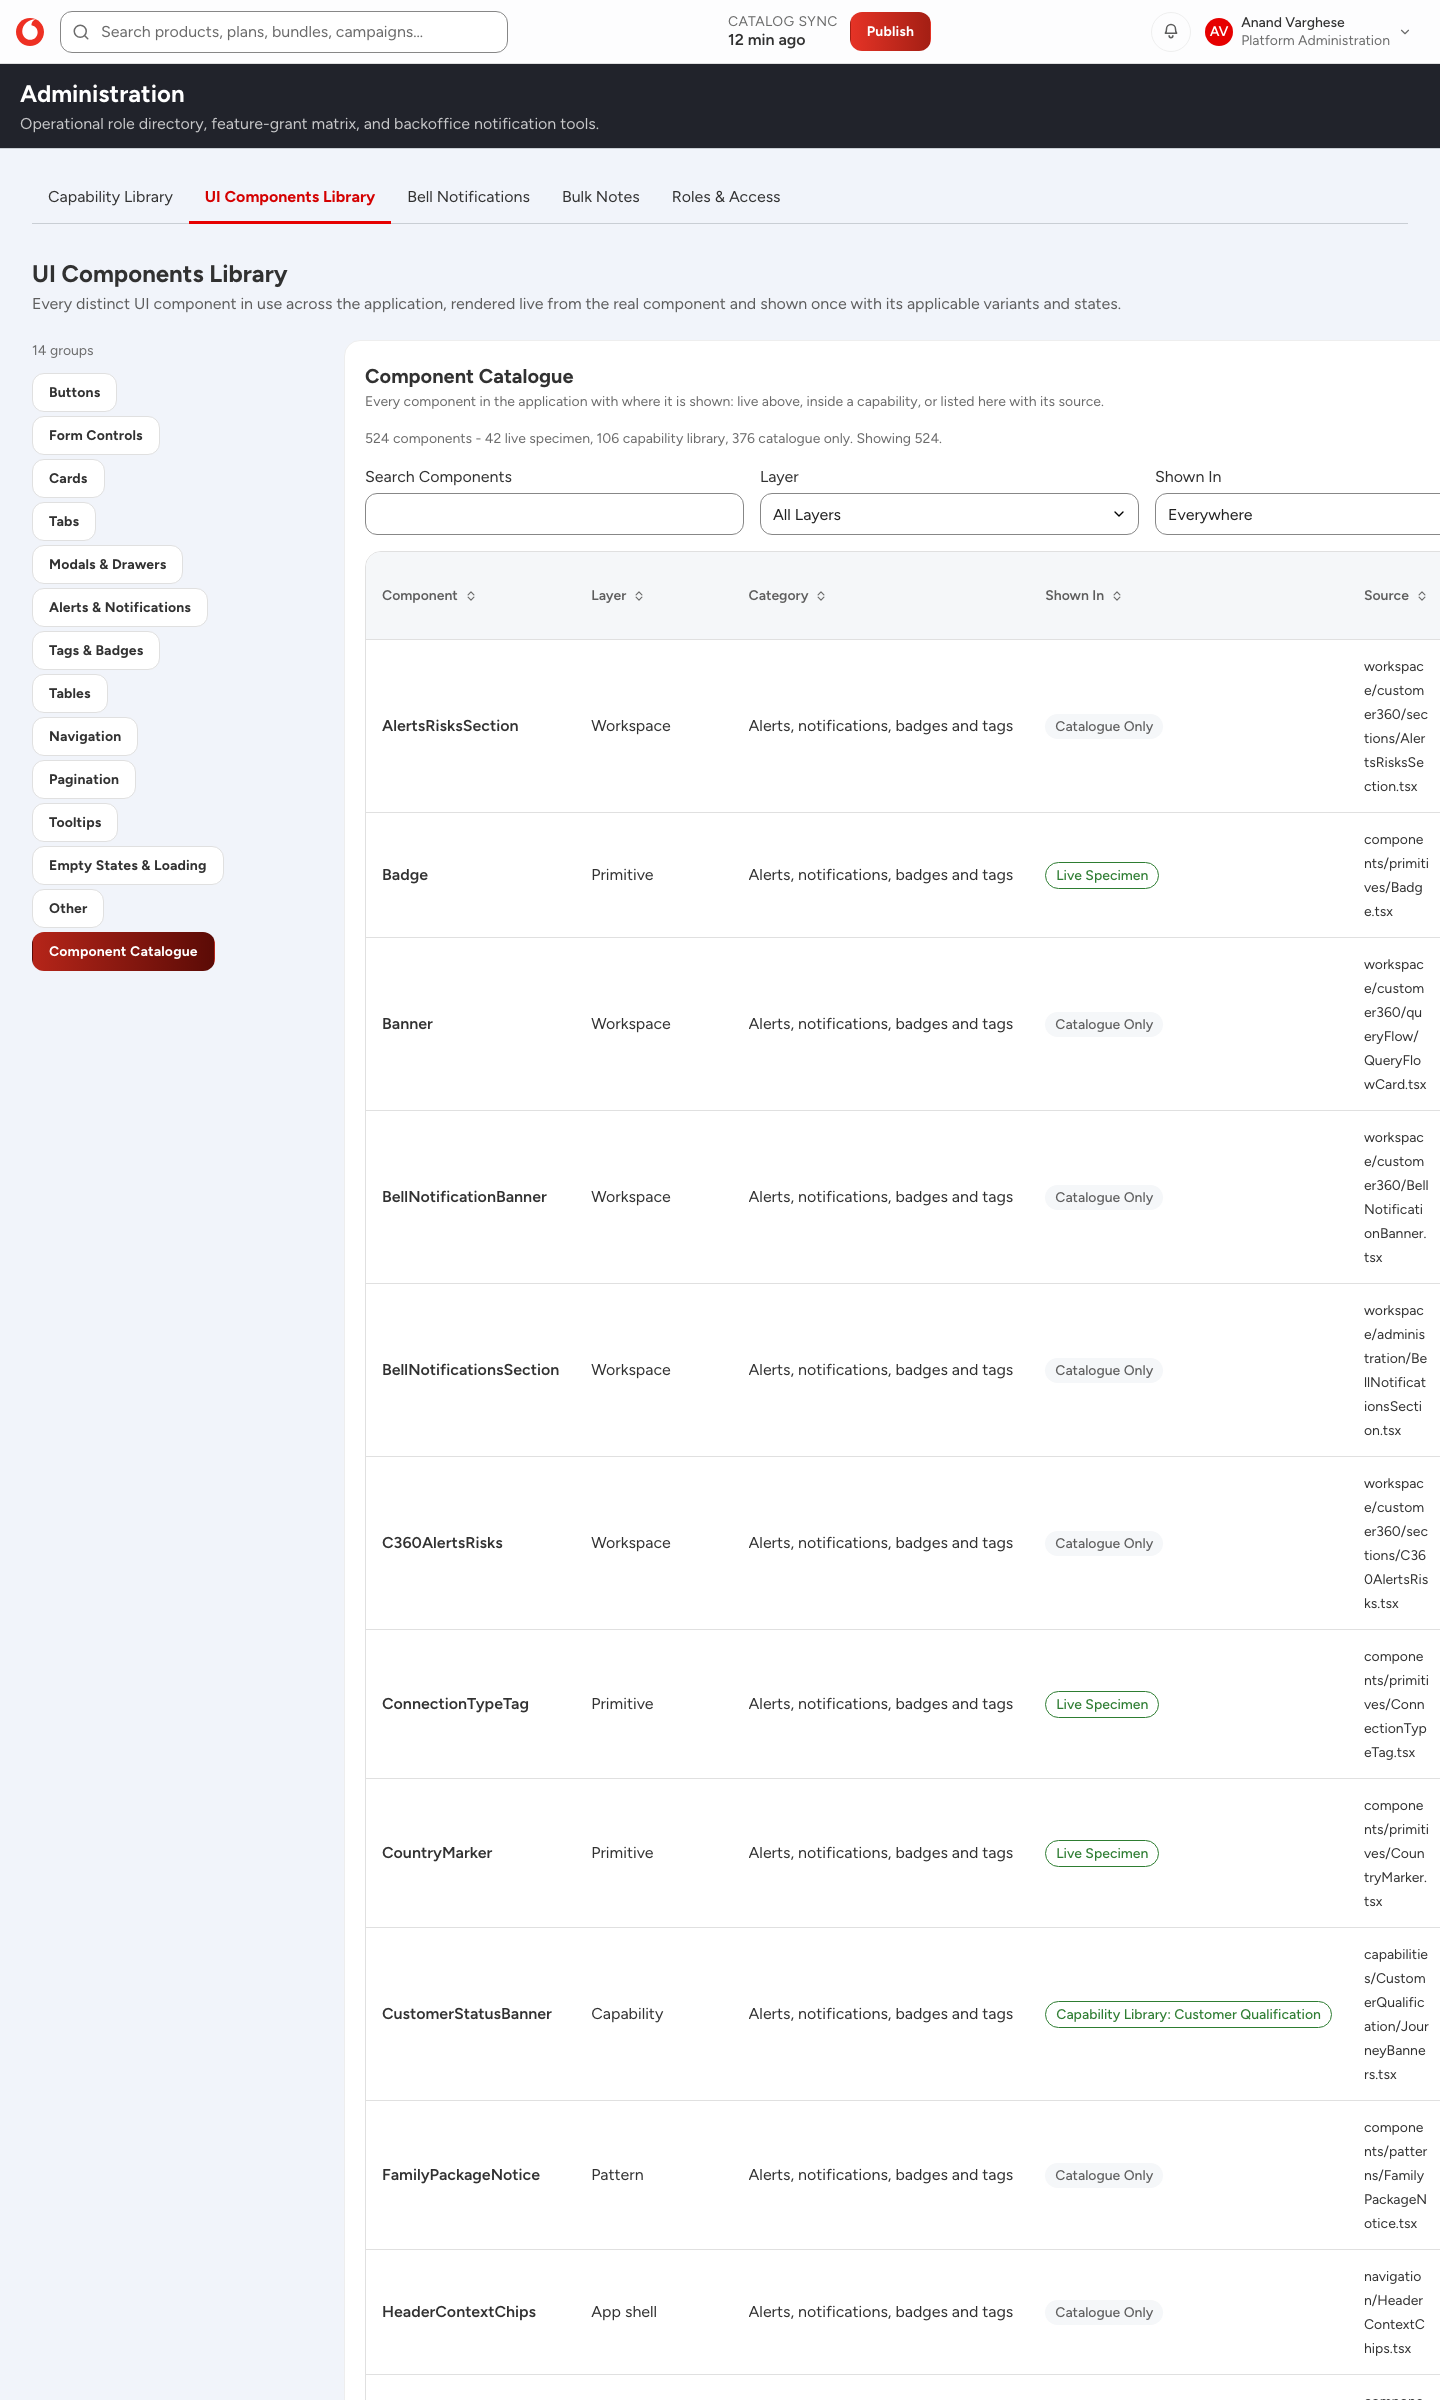 Search products, plans, bundles, campaigns...
CATALOG SYNC
12 min ago
Publish
AV
Anand Varghese
Platform Administration
Administration
Operational role directory, feature-grant matrix, and backoffice notification tools.
Capability Library
UI Components Library
Bell Notifications
Bulk Notes
Roles & Access
UI Components Library
Every distinct UI component in use across the application, rendered live from the real component and shown once with its applicable variants and states.
14 groups
Buttons
Form Controls
Cards
Tabs
Modals & Drawers
Alerts & Notifications
Tags & Badges
Tables
Navigation
Pagination
Tooltips
Empty States & Loading
Other
Component Catalogue
Component Catalogue
Every component in the application with where it is shown: live above, inside a capability, or listed here with its source.
524 components - 42 live specimen, 106 capability library, 376 catalogue only. Showing 524.
Search Components
Layer
All Layers
Shown In
Everywhere
Component
Layer
Category
Shown In
Source
AlertsRisksSection
Workspace
Alerts, notifications, badges and tags
Catalogue Only
workspac
e/custom
er360/sec
tions/Aler
tsRisksSe
ction.tsx
Badge
Primitive
Alerts, notifications, badges and tags
Live Specimen
compone
nts/primiti
ves/Badg
e.tsx
Banner
Workspace
Alerts, notifications, badges and tags
Catalogue Only
workspac
e/custom
er360/qu
eryFlow/
QueryFlo
wCard.tsx
BellNotificationBanner
Workspace
Alerts, notifications, badges and tags
Catalogue Only
workspac
e/custom
er360/Bell
Notificati
onBanner.
tsx
BellNotificationsSection
Workspace
Alerts, notifications, badges and tags
Catalogue Only
workspac
e/adminis
tration/Be
llNotificat
ionsSecti
on.tsx
C360AlertsRisks
Workspace
Alerts, notifications, badges and tags
Catalogue Only
workspac
e/custom
er360/sec
tions/C36
0AlertsRis
ks.tsx
ConnectionTypeTag
Primitive
Alerts, notifications, badges and tags
Live Specimen
compone
nts/primiti
ves/Conn
ectionTyp
eTag.tsx
CountryMarker
Primitive
Alerts, notifications, badges and tags
Live Specimen
compone
nts/primiti
ves/Coun
tryMarker.
tsx
CustomerStatusBanner
Capability
Alerts, notifications, badges and tags
Capability Library: Customer Qualification
capabilitie
s/Custom
erQualific
ation/Jour
neyBanne
rs.tsx
FamilyPackageNotice
Pattern
Alerts, notifications, badges and tags
Catalogue Only
compone
nts/patter
ns/Family
PackageN
otice.tsx
HeaderContextChips
App shell
Alerts, notifications, badges and tags
Catalogue Only
navigatio
n/Header
ContextC
hips.tsx